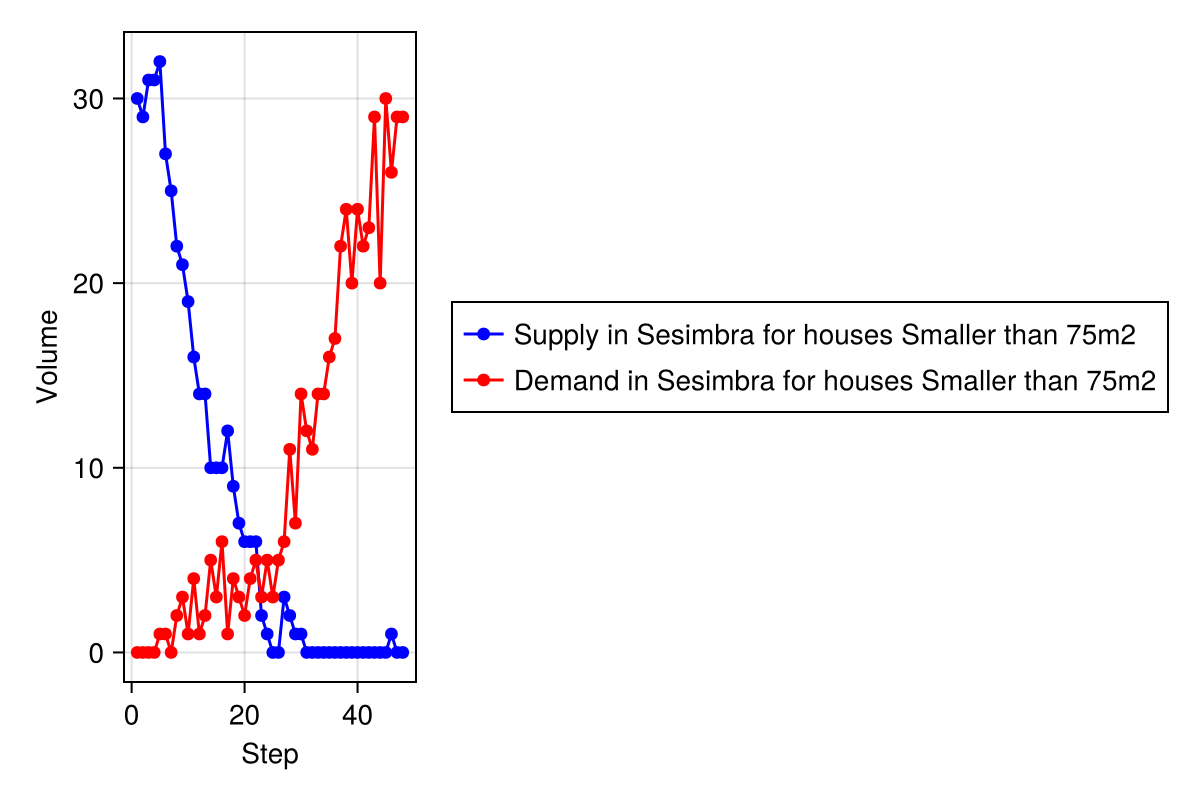 30
20
10
0
Volume
0 20 40
Step
Supply in Sesimbra for houses Smaller than 75m2
Demand in Sesimbra for houses Smaller than 75m2